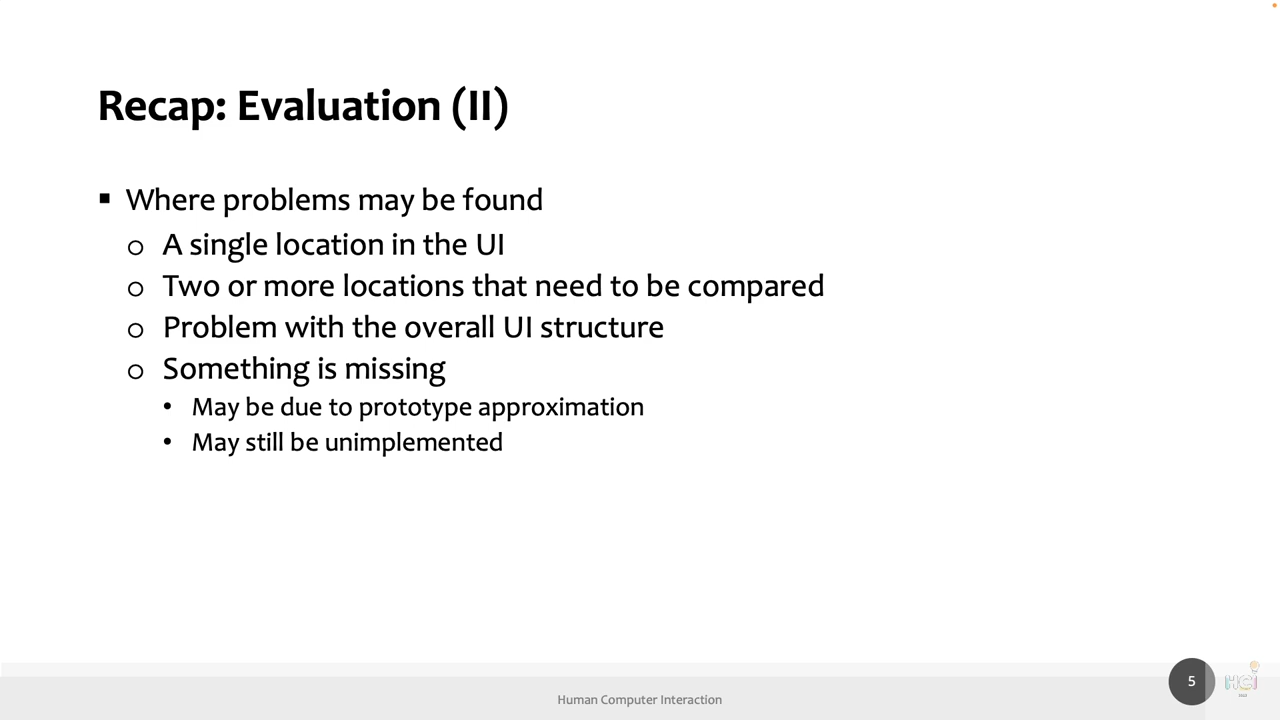 Recap: Evaluation (II)
▪ Where problems may be found
o A single location in the UI
o Two or more locations that need to be compared
o Problem with the overall UI structure
o Something is missing
• May be due to prototype approximation
• May still be unimplemented
Human Computer Interaction
5
HCI